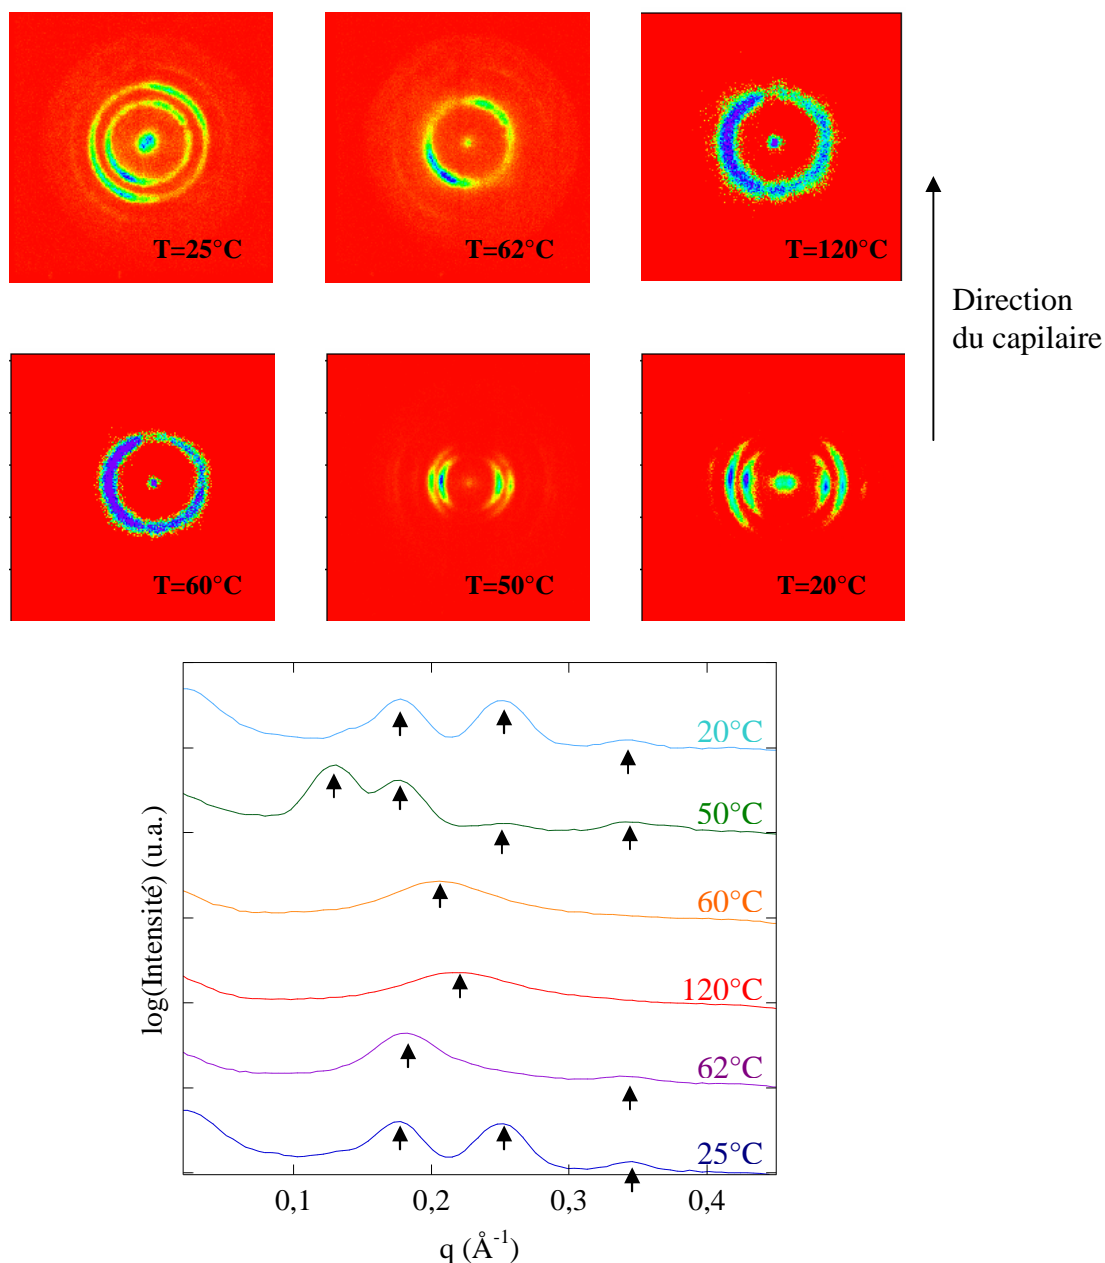 T=25°C
T=62°C
T=120°C
Direction
du capilaire
T=60°C
T=50°C
T=20°C
log(Intensité) (u.a.)
20°C
50°C
60°C
120°C
62°C
25°C
0,1
0,2
0,3
0,4
q (Å⁻¹)